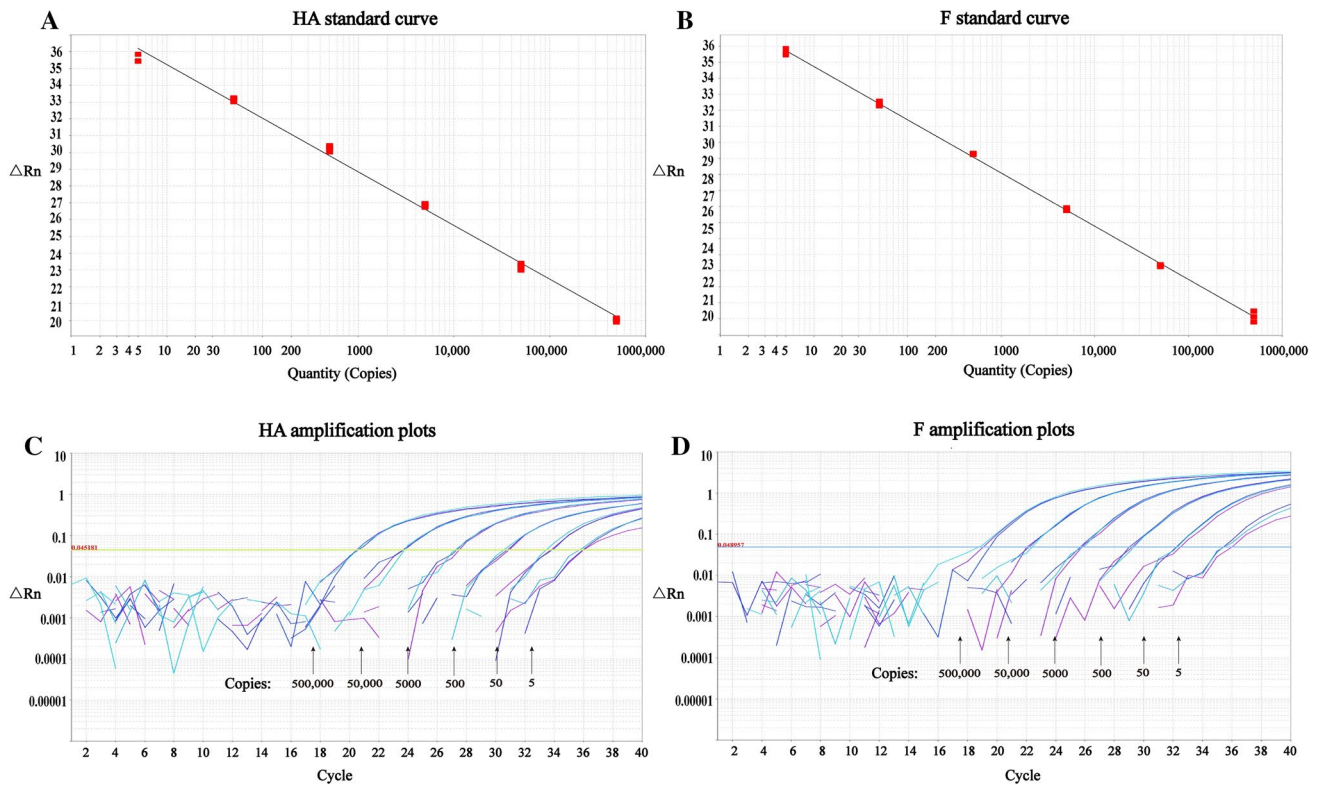 A HA standard curve
36
35
34
33
32
31
30
29
28
27
26
24
23
22
21
20
△Rn
1 2 3 4 5 10 20 30 100 200 1000 10,000 100,000 1000,000
Quantity (Copies)
B F standard curve
36
35
34
33
32
31
30
29
28
27
26
25
23
22
21
20
△Rn
1 2 3 4 5 10 20 30 100 200 1000 10,000 100,000 1000,000
Quantity (Copies)
C HA amplification plots
10
1
0.1
0.045181
0.01
0.001
0.0001
0.00001
△Rn
Copies: 500,000 50,000 5000 500 50 5
2 4 6 8 10 12 14 16 18 20 22 24 26 28 30 32 34 36 38 40
Cycle
D F amplification plots
10
1
0.1
0.048957
0.01
0.001
0.0001
0.00001
△Rn
Copies: 500,000 50,000 5000 500 50 5
2 4 6 8 10 12 14 16 18 20 22 24 26 28 30 32 34 36 38 40
Cycle